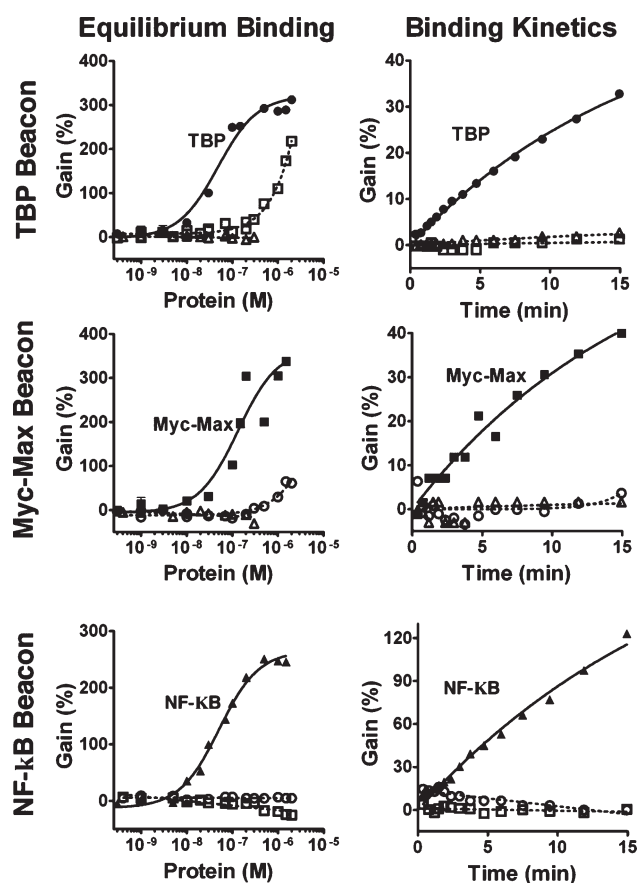 Equilibrium Binding
Binding Kinetics
TBP Beacon
Gain (%)
400
300
200
100
0
TBP
10-9 10-8 10-7 10-6 10-5
Protein (M)
Gain (%)
40
30
20
10
0
TBP
0 5 10 15
Time (min)
Myc-Max Beacon
Gain (%)
400
300
200
100
0
Myc-Max
10-9 10-8 10-7 10-6 10-5
Protein (M)
Gain (%)
40
30
20
10
0
Myc-Max
0 5 10 15
Time (min)
NF-kB Beacon
Gain (%)
300
200
100
0
NF-KB
10-9 10-8 10-7 10-6 10-5
Protein (M)
Gain (%)
120
90
60
30
0
NF-KB
0 5 10 15
Time (min)